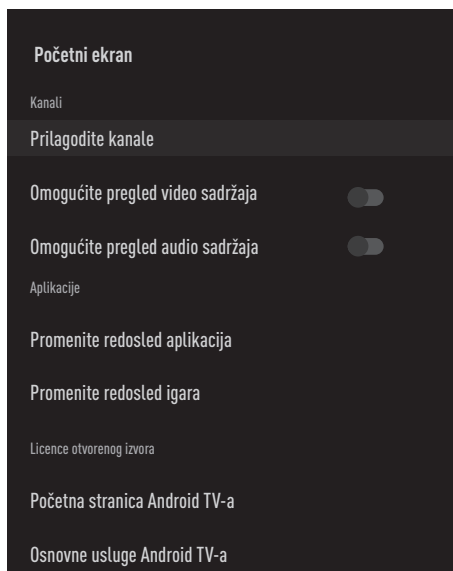 Početni ekran
Kanali
Prilagodite kanale
Omogućite pregled video sadržaja
Omogućite pregled audio sadržaja
Aplikacije
Promenite redosled aplikacija
Promenite redosled igara
Licence otvorenog izvora
Početna stranica Android TV-a
Osnovne usluge Android TV-a